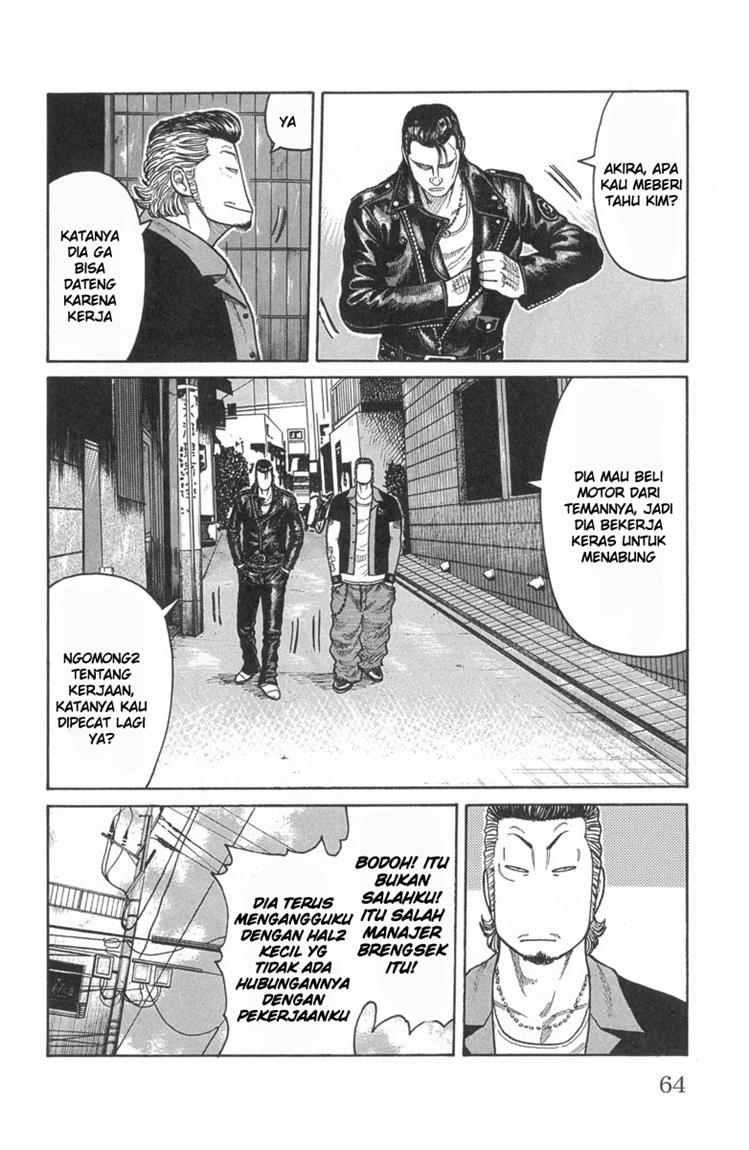 AKIRA, APA
KAU MEBERI
TAHU KIM?
YA
KATANYA
DIA GA
BISA
DATENG
KARENA
KERJA
DIA MAU BELI
MOTOR DARI
TEMANNYA, JADI
DIA BEKERJA
KERAS UNTUK
MENABUNG
NGOMONG2
TENTANG
KERJAAN,
KATANYA KAU
DIPECAT LAGI
YA?
BODOH! ITU
BUKAN
SALAHKU!
ITU SALAH
MANAJER
BRENGSEK
ITU!
DIA TERUS
MENGANGGUKU
DENGAN HAL2
KECIL YG
TIDAK ADA
HUBUNGANNYA
DENGAN
PEKERJAANKU
64